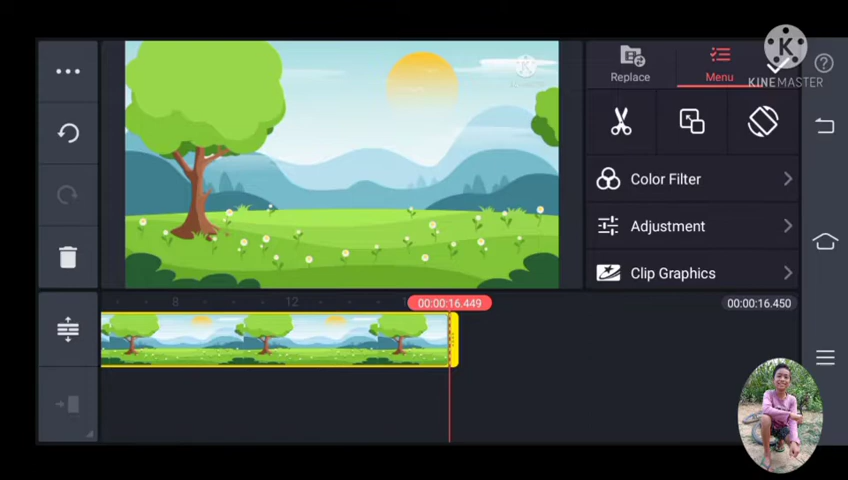 KINEMASTER
Replace
Menu
Color Filter
Adjustment
Clip Graphics
8
12
00:00:16.449
00:00:16.450